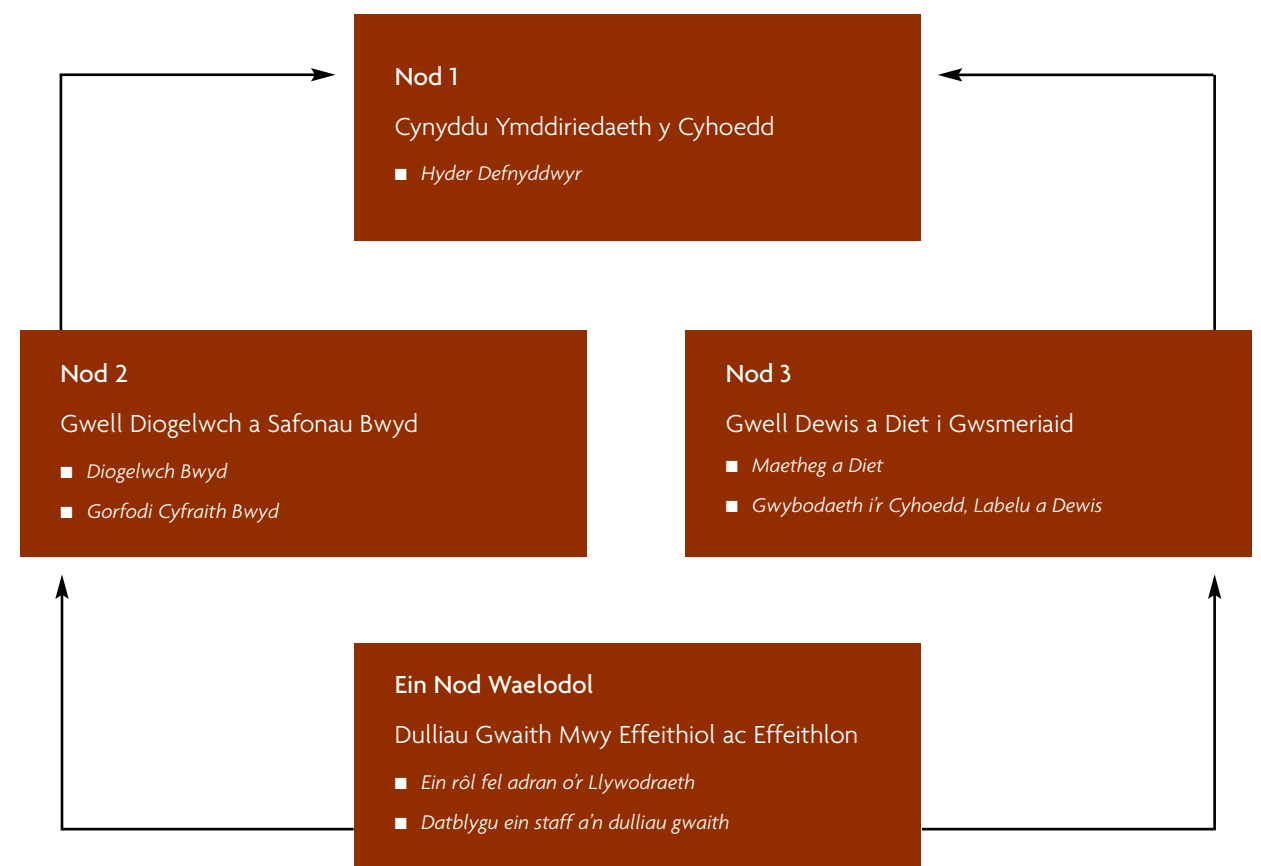 Nod 1
Cynyddu Ymddiriedaeth y Cyhoedd
■ Hyder Defnyddwyr
Nod 2
Gwell Diogelwch a Safonau Bwyd
■ Diogelwch Bwyd
■ Gorfodi Cyfraith Bwyd
Nod 3
Gwell Dewis a Diet i Gwsmeriaid
■ Maetheg a Diet
■ Gwybodaeth i'r Cyhoedd, Labelu a Dewis
Ein Nod Waelodol
Dulliau Gwaith Mwy Effeithiol ac Effeithlon
■ Ein rôl fel adran o'r Llywodraeth
■ Datblygu ein staff a'n dulliau gwaith